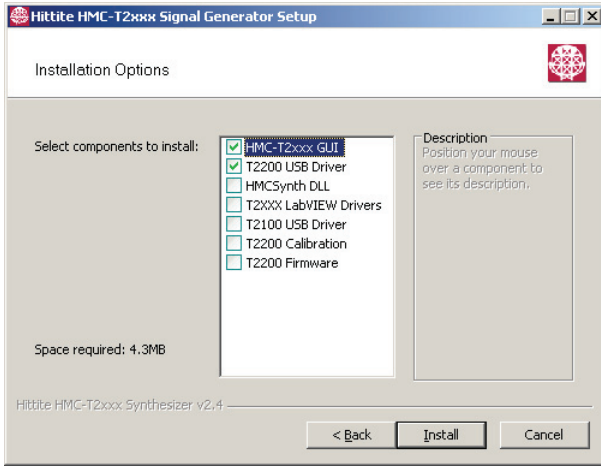 Hittite HMC-T2xxx Signal Generator Setup
Installation Options
Select components to install:
HMC-T2xxx GUI
T2200 USB Driver
HMCSynth DLL
T2XXX LabVIEW Drivers
T2100 USB Driver
T2200 Calibration
T2200 Firmware
Description
Position your mouse
over a component to
see its description.
Space required: 4.3MB
Hittite HMC-T2xxx Synthesizer v2.4
< Back
Install
Cancel